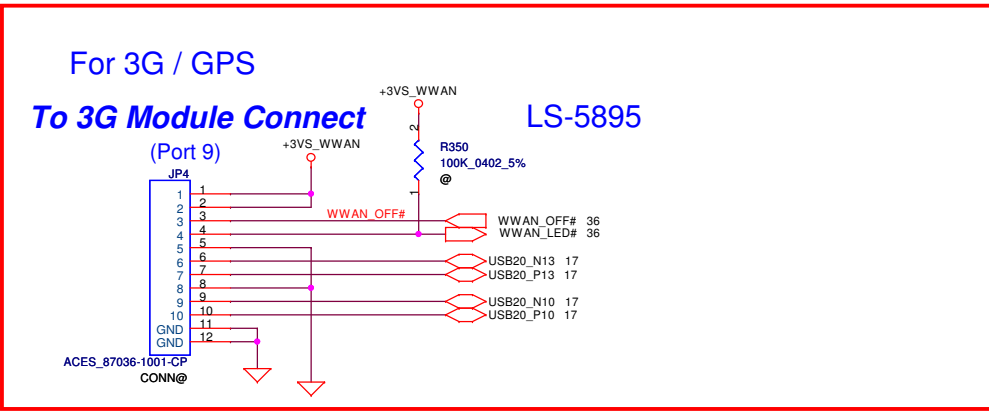 For 3G / GPS
+3VS_WWAN
To 3G Module Connect
LS-5895
(Port 9)
+3VS_WWAN
2
R350
100K_0402_5%
@
1
JP4
1 1
2 2
3 3 WWAN_OFF# WWAN_OFF# 36
4 4 WWAN_LED# 36
5 5
6 6 USB20_N13 17
7 7 USB20_P13 17
8 8
9 9 USB20_N10 17
10 10 USB20_P10 17
GND 11
GND 12
ACES_87036-1001-CP
CONN@